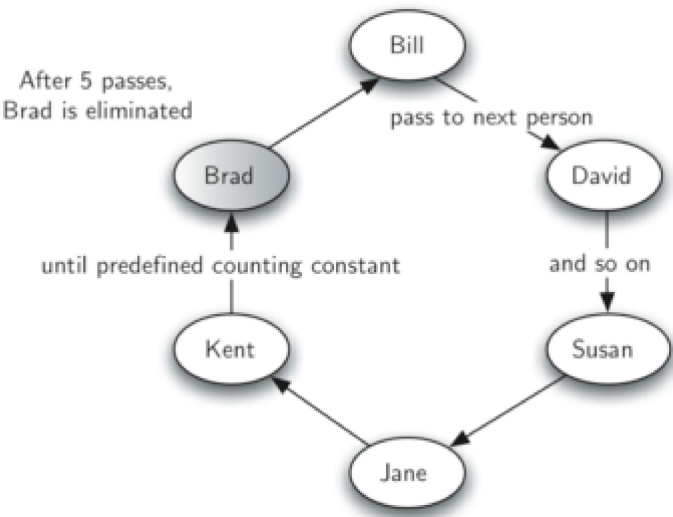 Bill
After 5 passes,
Brad is eliminated
pass to next person
Brad
David
until predefined counting constant
and so on
Kent
Susan
Jane